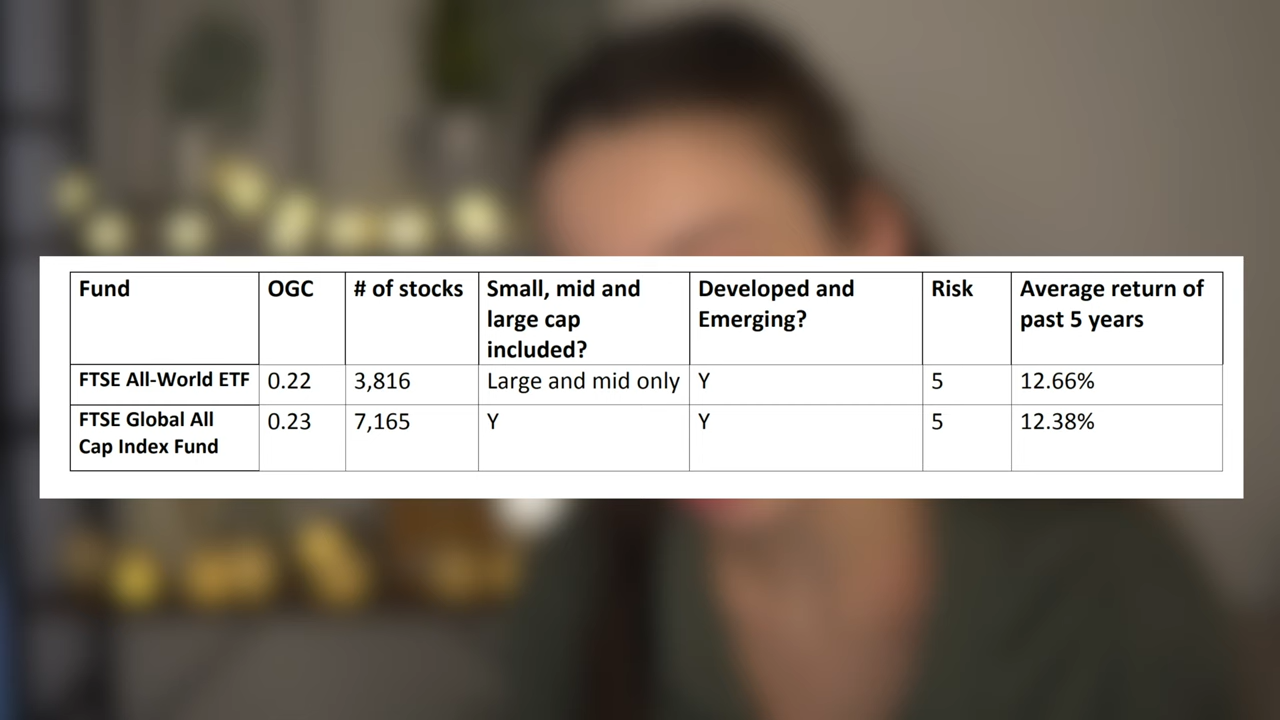 Fund OGC # of stocks Small, mid and large cap included? Developed and Emerging? Risk Average return of past 5 years
FTSE All-World ETF 0.22 3,816 Large and mid only Y 5 12.66%
FTSE Global All Cap Index Fund 0.23 7,165 Y Y 5 12.38%